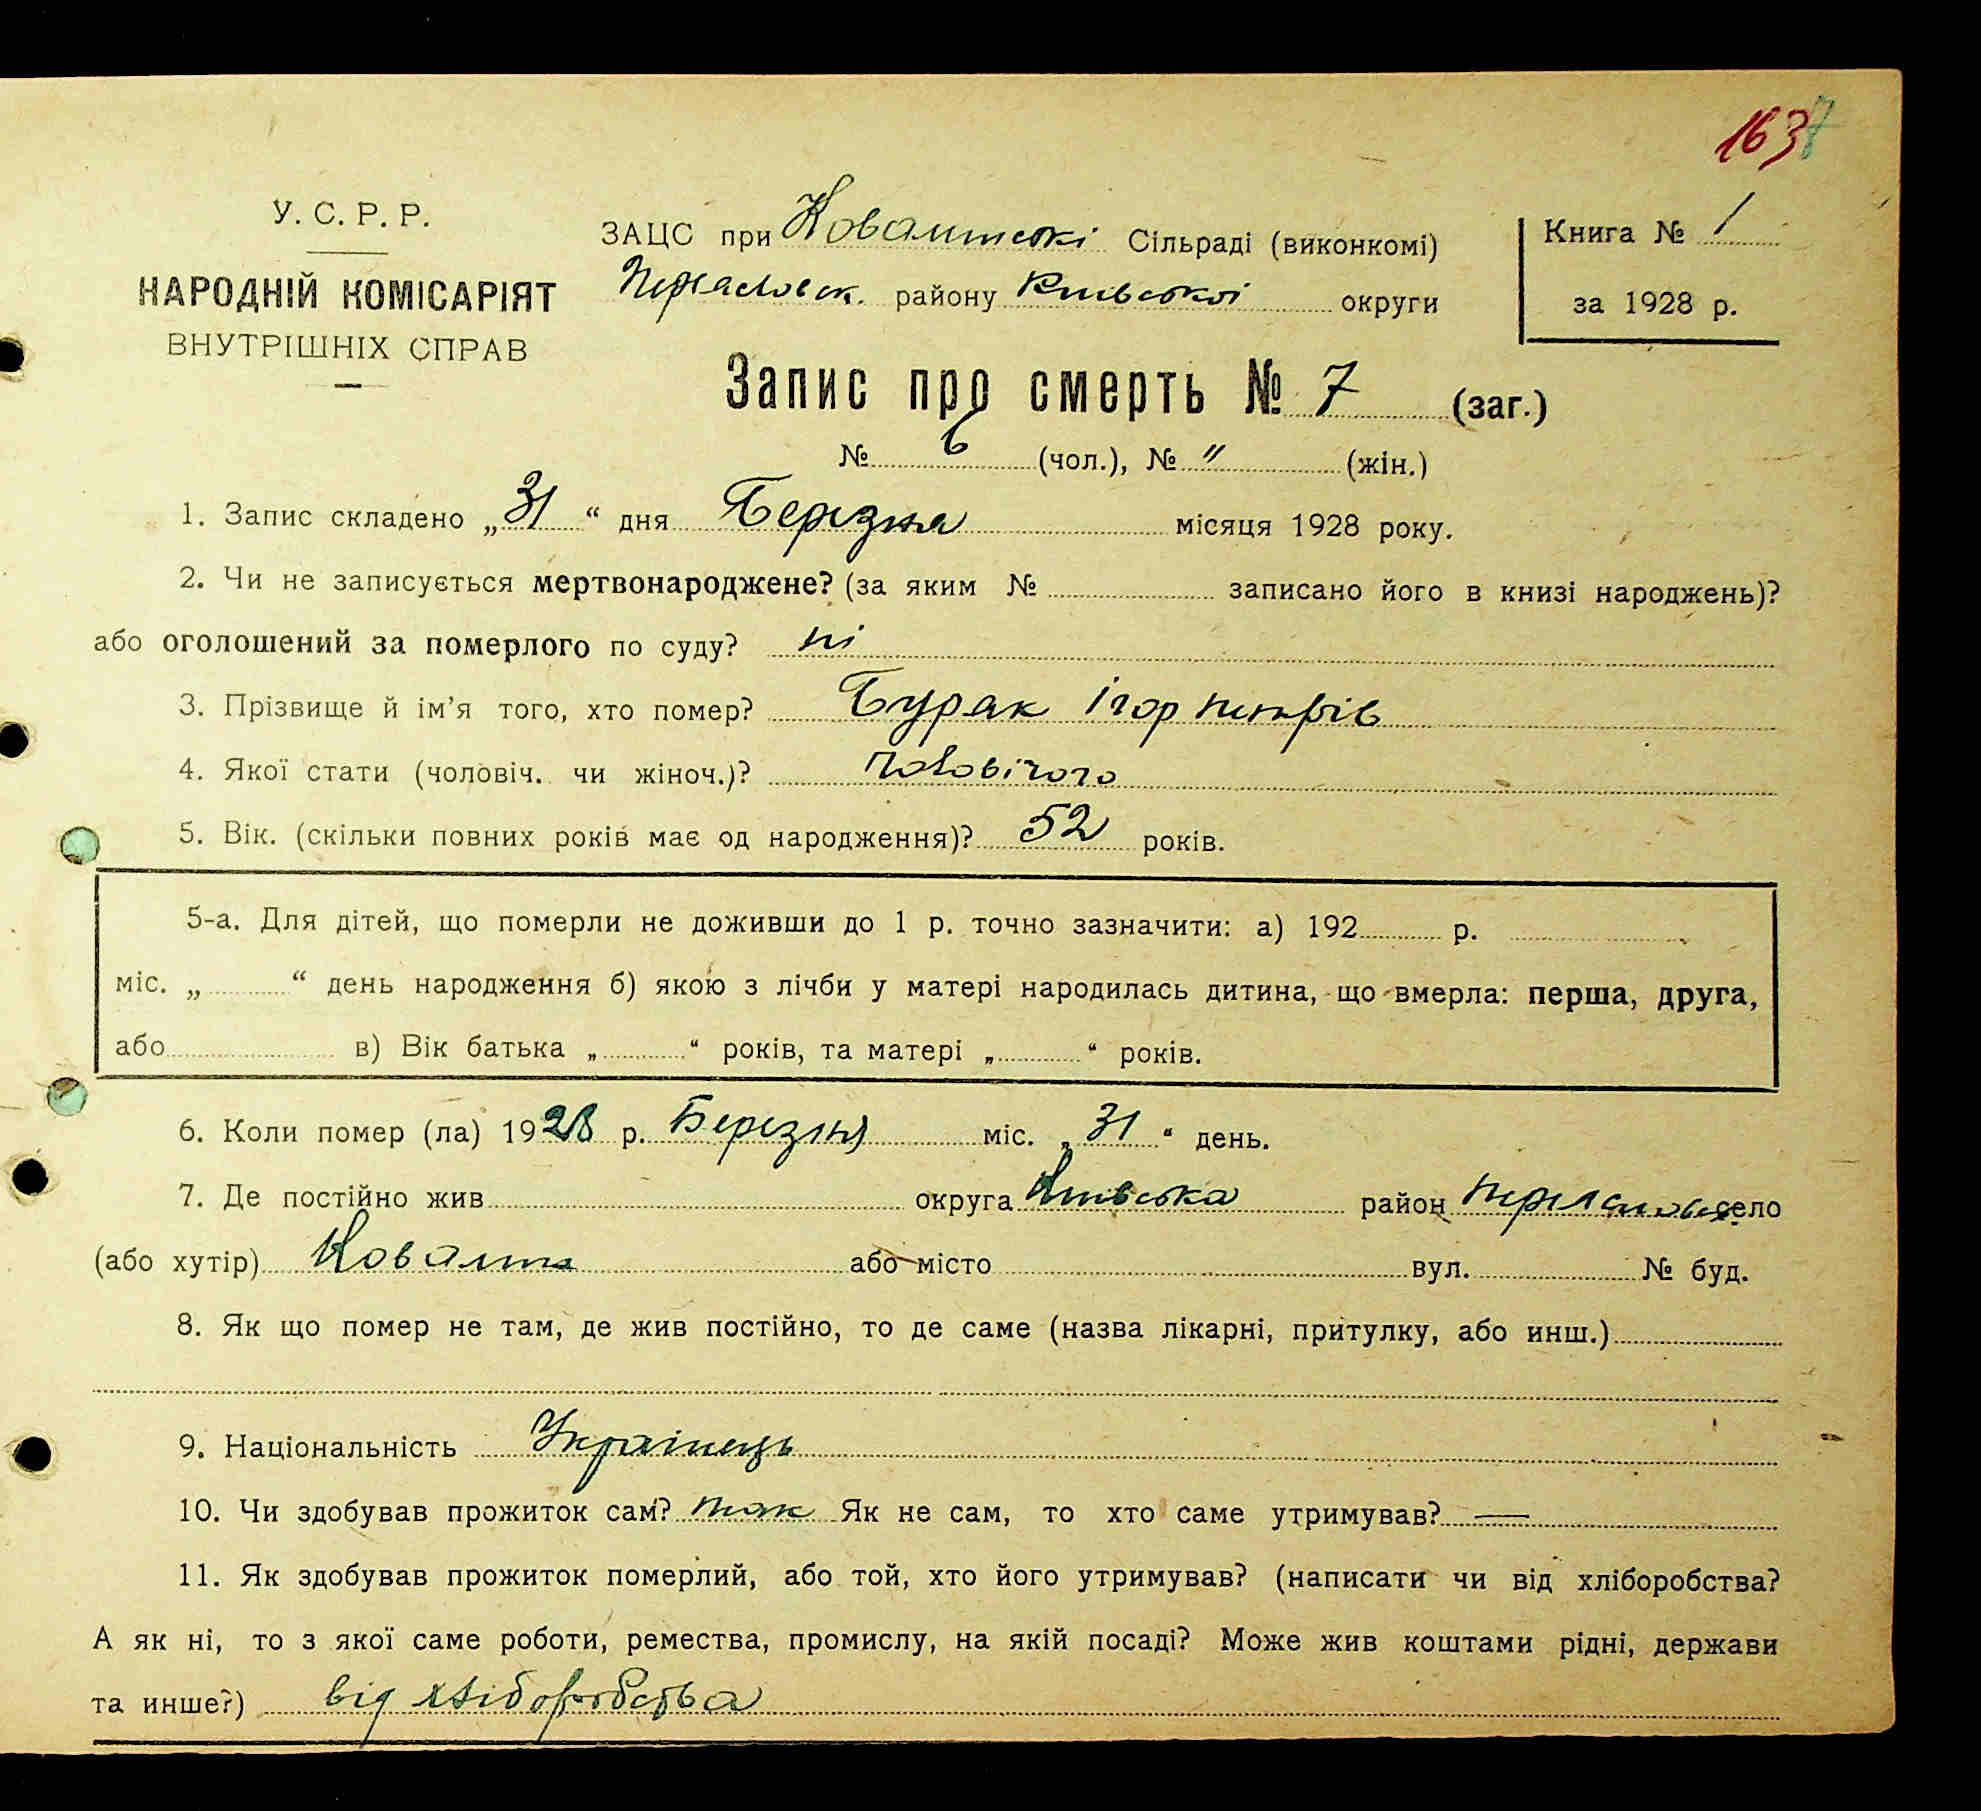 163
У. С. Р. Р.
НАРОДНІЙ КОМІСАРІЯТ
ВНУТРІШНІХ СПРАВ
ЗАЦС при Ковалинські Сільраді (виконкомі)
Переясловск. району Київської округи
Книга № 1
за 1928 р.
Запис про смерть № 7 (заг.)
№ 6 (чол.), № " (жін.)
1. Запис складено „31“ дня Березня місяця 1928 року.
2. Чи не записується мертвонароджене? (за яким № записано його в книзі народжень)?
або оголошений за померлого по суду? ні
3. Прізвище й ім’я того, хто помер? Буряк Ігор
4. Якої стати (чоловіч. чи жіноч.)? Чоловічого
5. Вік. (скільки повних років має од народження)? 52 років.
5-а. Для дітей, що померли не доживши до 1 р. точно зазначити: а) 192 р.
міс. „ “ день народження б) якою з лічби у матері народилась дитина, що вмерла: перша, друга,
або в) Вік батька „ “ років, та матері „ “ років.
6. Коли помер (ла) 1928 р. Березня міс. „31“ день.
7. Де постійно жив округа Київська район Переясловск село
(або хутір) Ковалин або місто вул. № буд.
8. Як що помер не там, де жив постійно, то де саме (назва лікарні, притулку, або инш.)
9. Національність Українець
10. Чи здобував прожиток сам? так Як не сам, то хто саме утримував? —
11. Як здобував прожиток померлий, або той, хто його утримував? (написати чи від хліборобства?
А як ні, то з якої саме роботи, ремества, промислу, на якій посаді? Може жив коштами рідні, держави
та инше?) від хліборобства